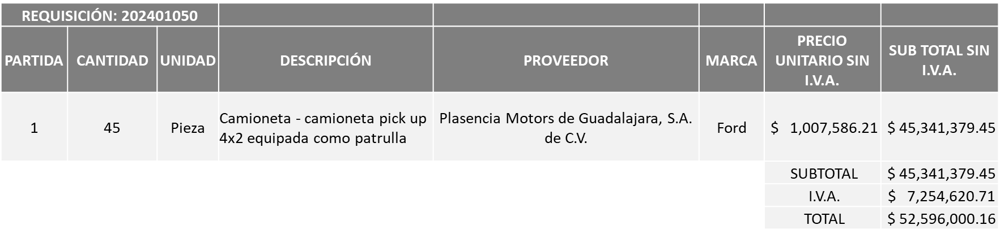 REQUISICIÓN: 202401050
PARTIDA CANTIDAD UNIDAD DESCRIPCIÓN PROVEEDOR MARCA PRECIO UNITARIO SIN I.V.A. SUB TOTAL SIN I.V.A.
1 45 Pieza Camioneta - camioneta pick up 4x2 equipada como patrulla Plasencia Motors de Guadalajara, S.A. de C.V. Ford $ 1,007,586.21 $ 45,341,379.45
SUBTOTAL $ 45,341,379.45
I.V.A. $ 7,254,620.71
TOTAL $ 52,596,000.16